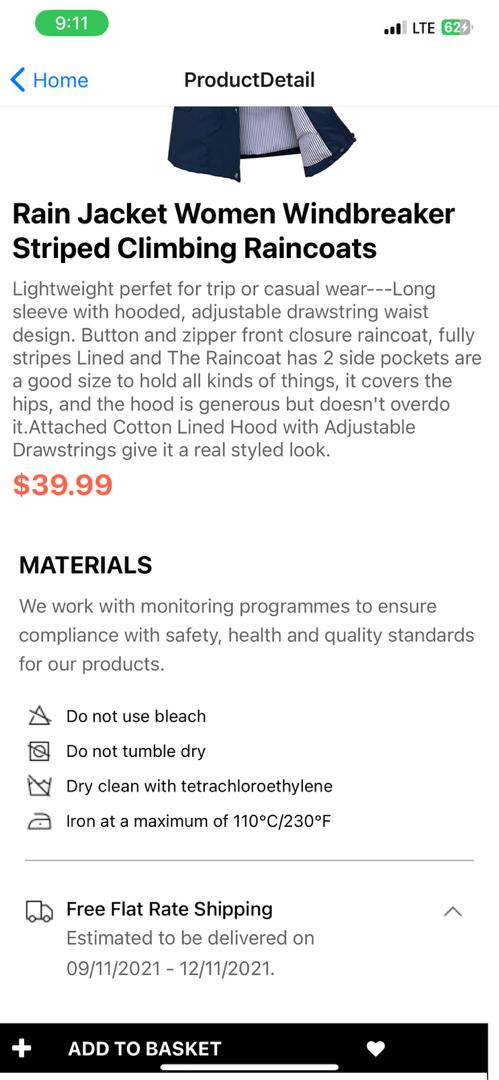 9:11
LTE 62
Home
ProductDetail
Rain Jacket Women Windbreaker
Striped Climbing Raincoats
Lightweight perfet for trip or casual wear---Long
sleeve with hooded, adjustable drawstring waist
design. Button and zipper front closure raincoat, fully
stripes Lined and The Raincoat has 2 side pockets are
a good size to hold all kinds of things, it covers the
hips, and the hood is generous but doesn't overdo
it.Attached Cotton Lined Hood with Adjustable
Drawstrings give it a real styled look.
$39.99
MATERIALS
We work with monitoring programmes to ensure
compliance with safety, health and quality standards
for our products.
Do not use bleach
Do not tumble dry
Dry clean with tetrachloroethylene
Iron at a maximum of 110°C/230°F
Free Flat Rate Shipping
Estimated to be delivered on
09/11/2021 - 12/11/2021.
ADD TO BASKET